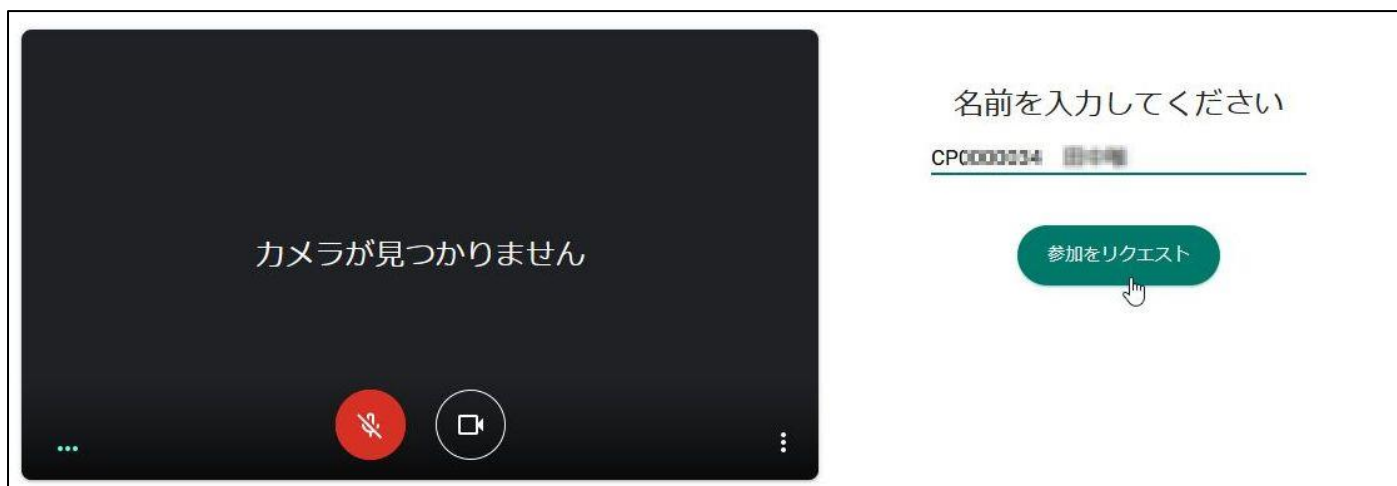 カメラが見つかりません
名前を入力してください
参加をリクエスト